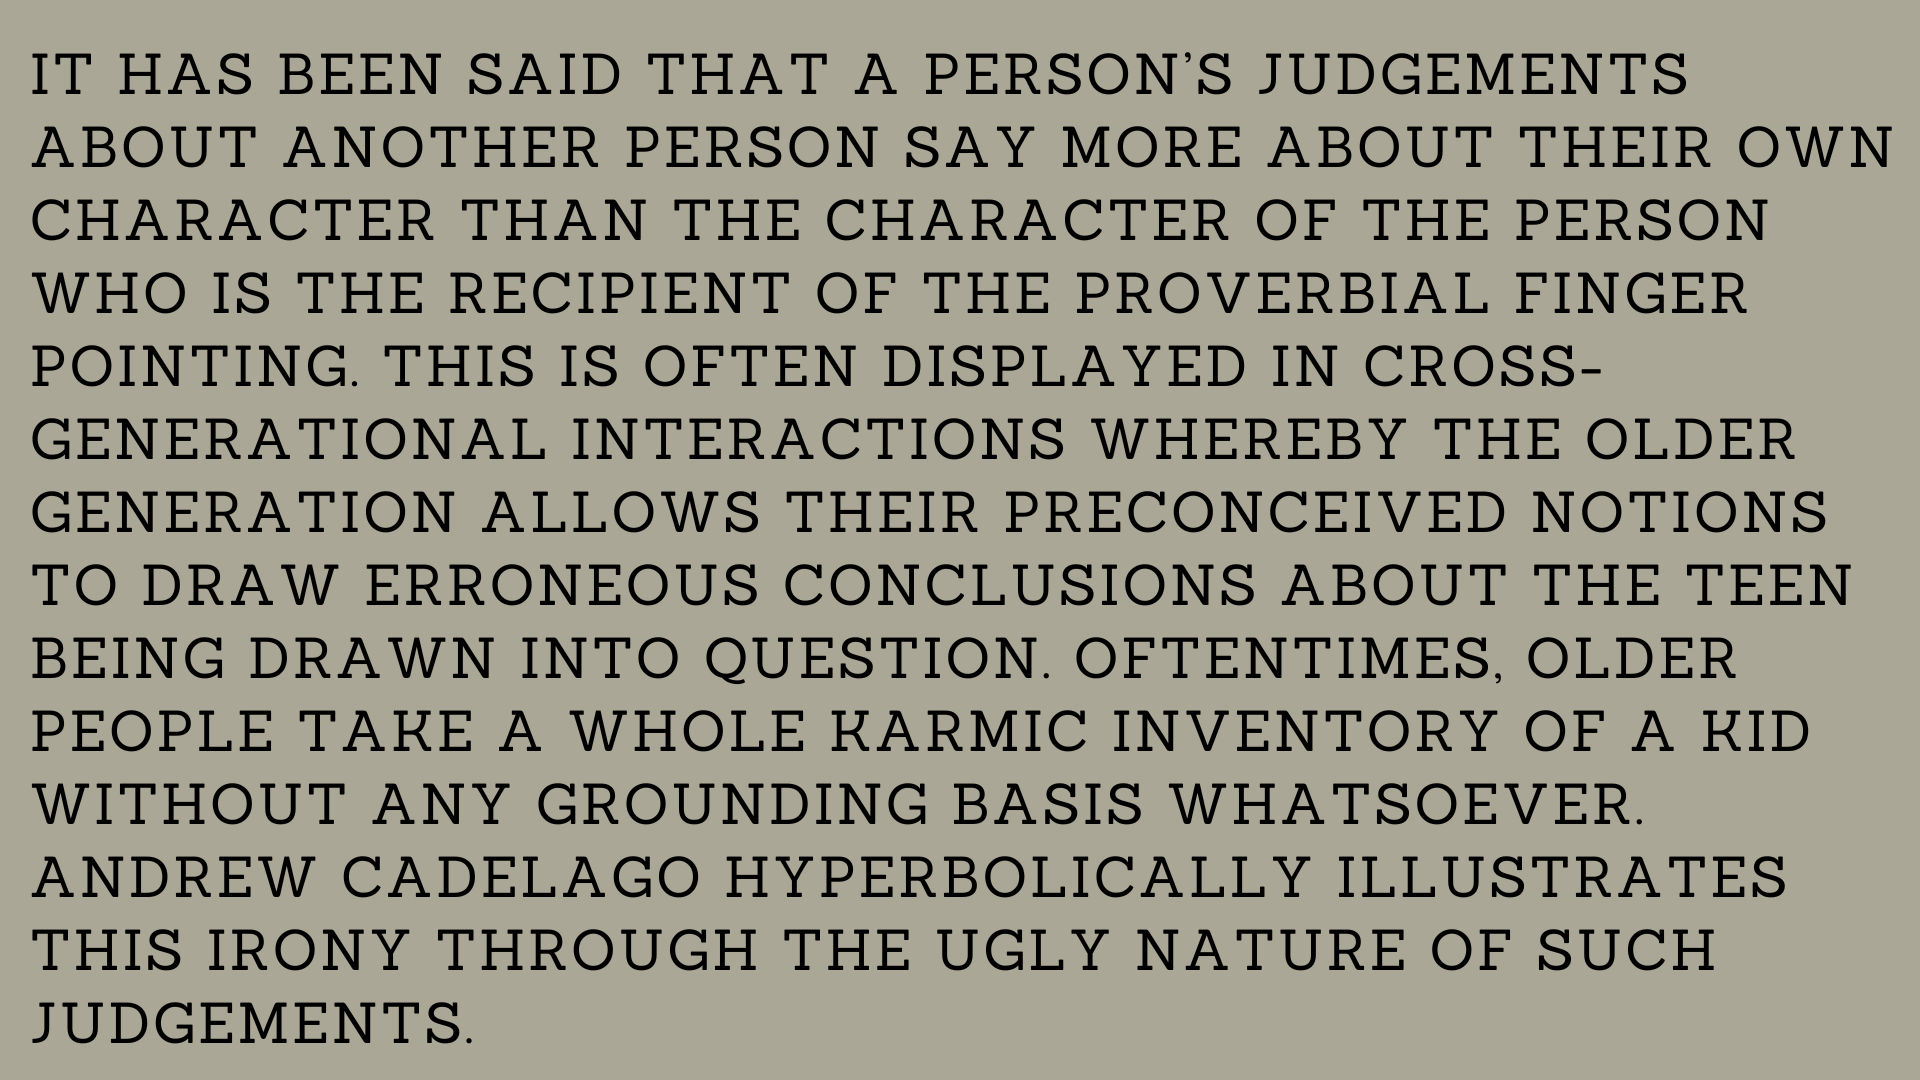 IT HAS BEEN SAID THAT A PERSON'S JUDGEMENTS
ABOUT ANOTHER PERSON SAY MORE ABOUT THEIR OWN
CHARACTER THAN THE CHARACTER OF THE PERSON
WHO IS THE RECIPIENT OF THE PROVERBIAL FINGER
POINTING. THIS IS OFTEN DISPLAYED IN CROSS-
GENERATIONAL INTERACTIONS WHEREBY THE OLDER
GENERATION ALLOWS THEIR PRECONCEIVED NOTIONS
TO DRAW ERRONEOUS CONCLUSIONS ABOUT THE TEEN
BEING DRAWN INTO QUESTION. OFTENTIMES, OLDER
PEOPLE TAKE A WHOLE KARMIC INVENTORY OF A KID
WITHOUT ANY GROUNDING BASIS WHATSOEVER.
ANDREW CADELAGO HYPERBOLICALLY ILLUSTRATES
THIS IRONY THROUGH THE UGLY NATURE OF SUCH
JUDGEMENTS.